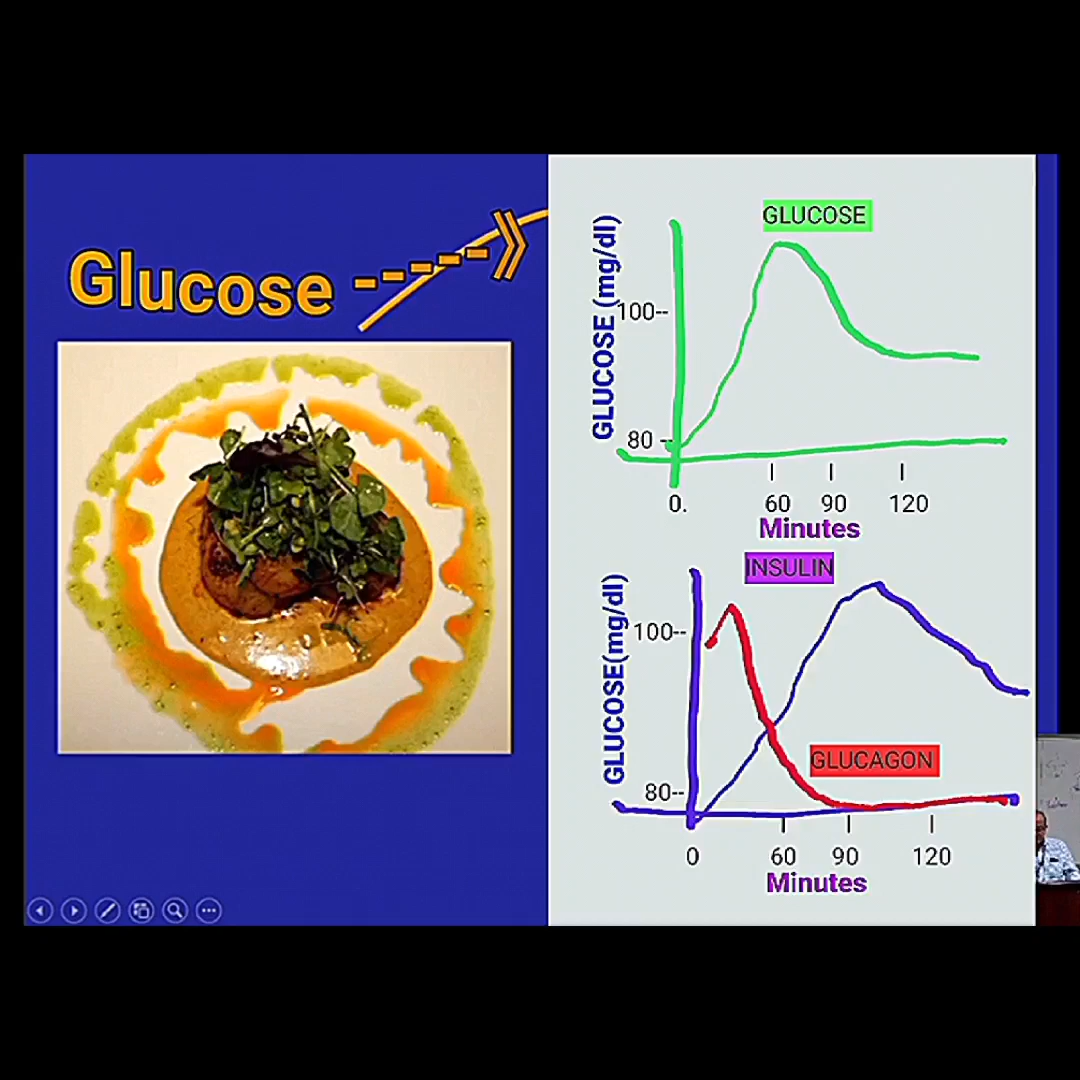 Glucose
GLUCOSE
GLUCOSE (mg/dl)
100--
80 --
0.
60
90
120
Minutes
INSULIN
GLUCOSE(mg/dl)
100--
GLUCAGON
80--
0
60
90
120
Minutes